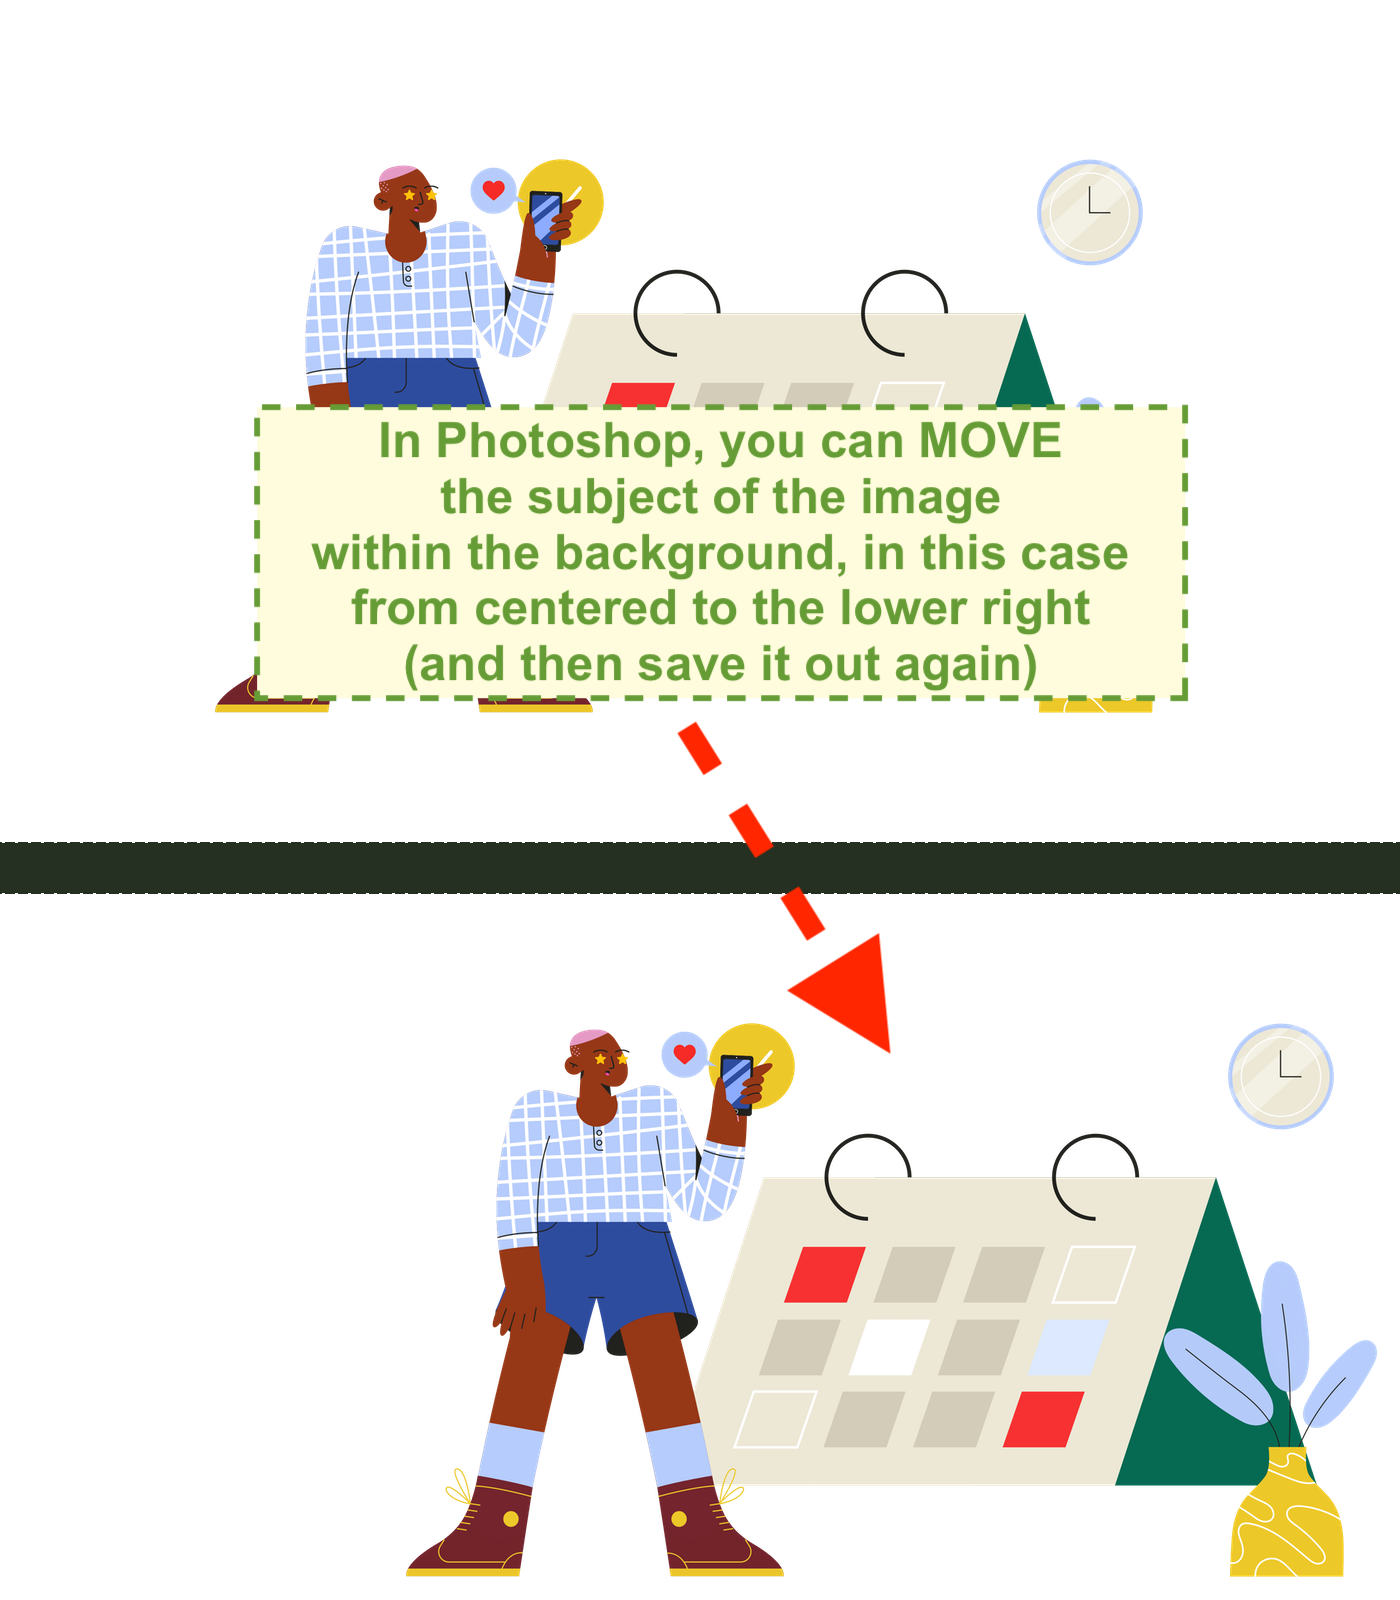 In Photoshop, you can MOVE
the subject of the image
within the background, in this case
from centered to the lower right
(and then save it out again)